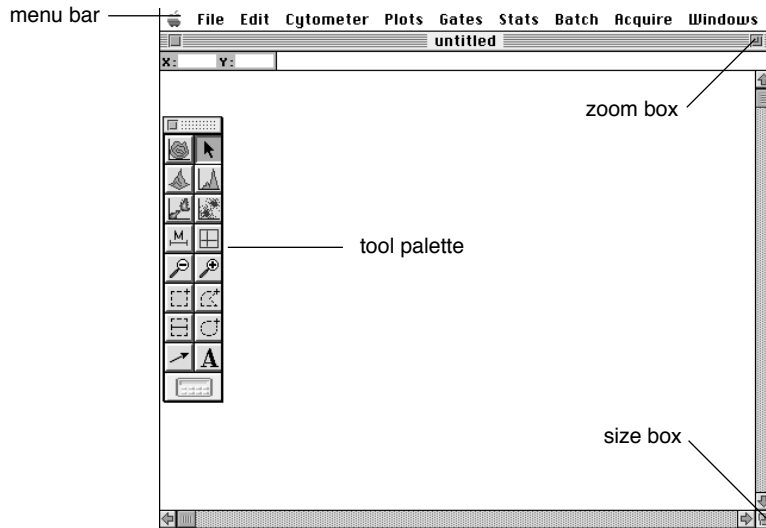 menu bar
File Edit Cytometer Plots Gates Stats Batch Acquire Windows
untitled
X: Y:
zoom box
M
tool palette
A
size box